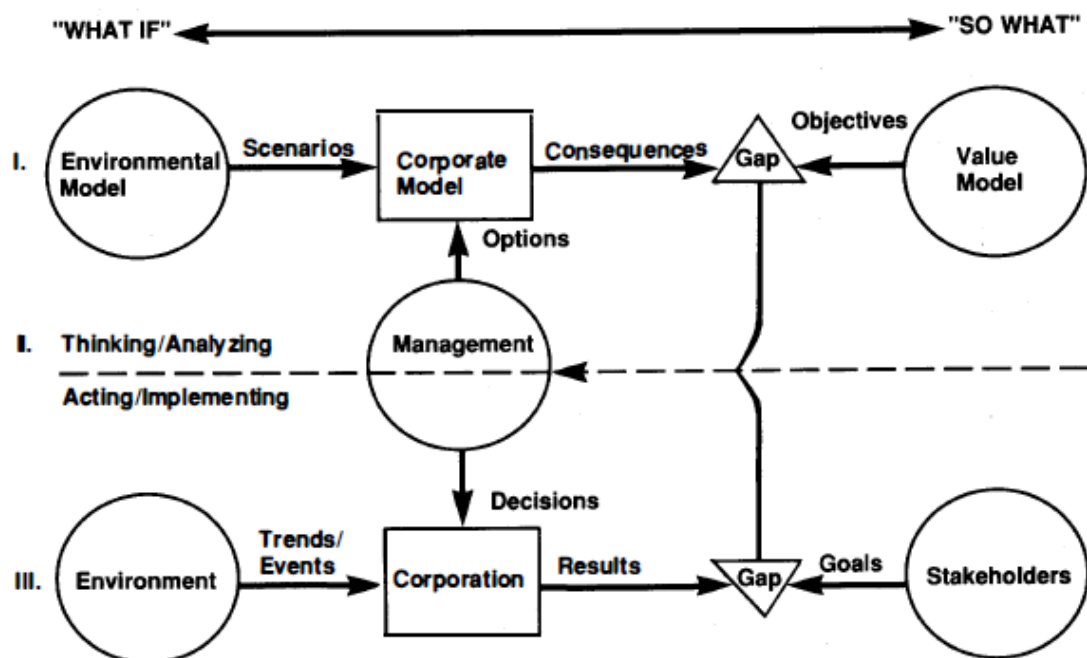 "WHAT IF" "SO WHAT"
I. Environmental Model
Scenarios
Corporate Model
Consequences
Gap
Objectives
Value Model
Options
II. Thinking/Analyzing
Management
Acting/Implementing
Decisions
III. Environment
Trends/
Events
Corporation
Results
Gap
Goals
Stakeholders